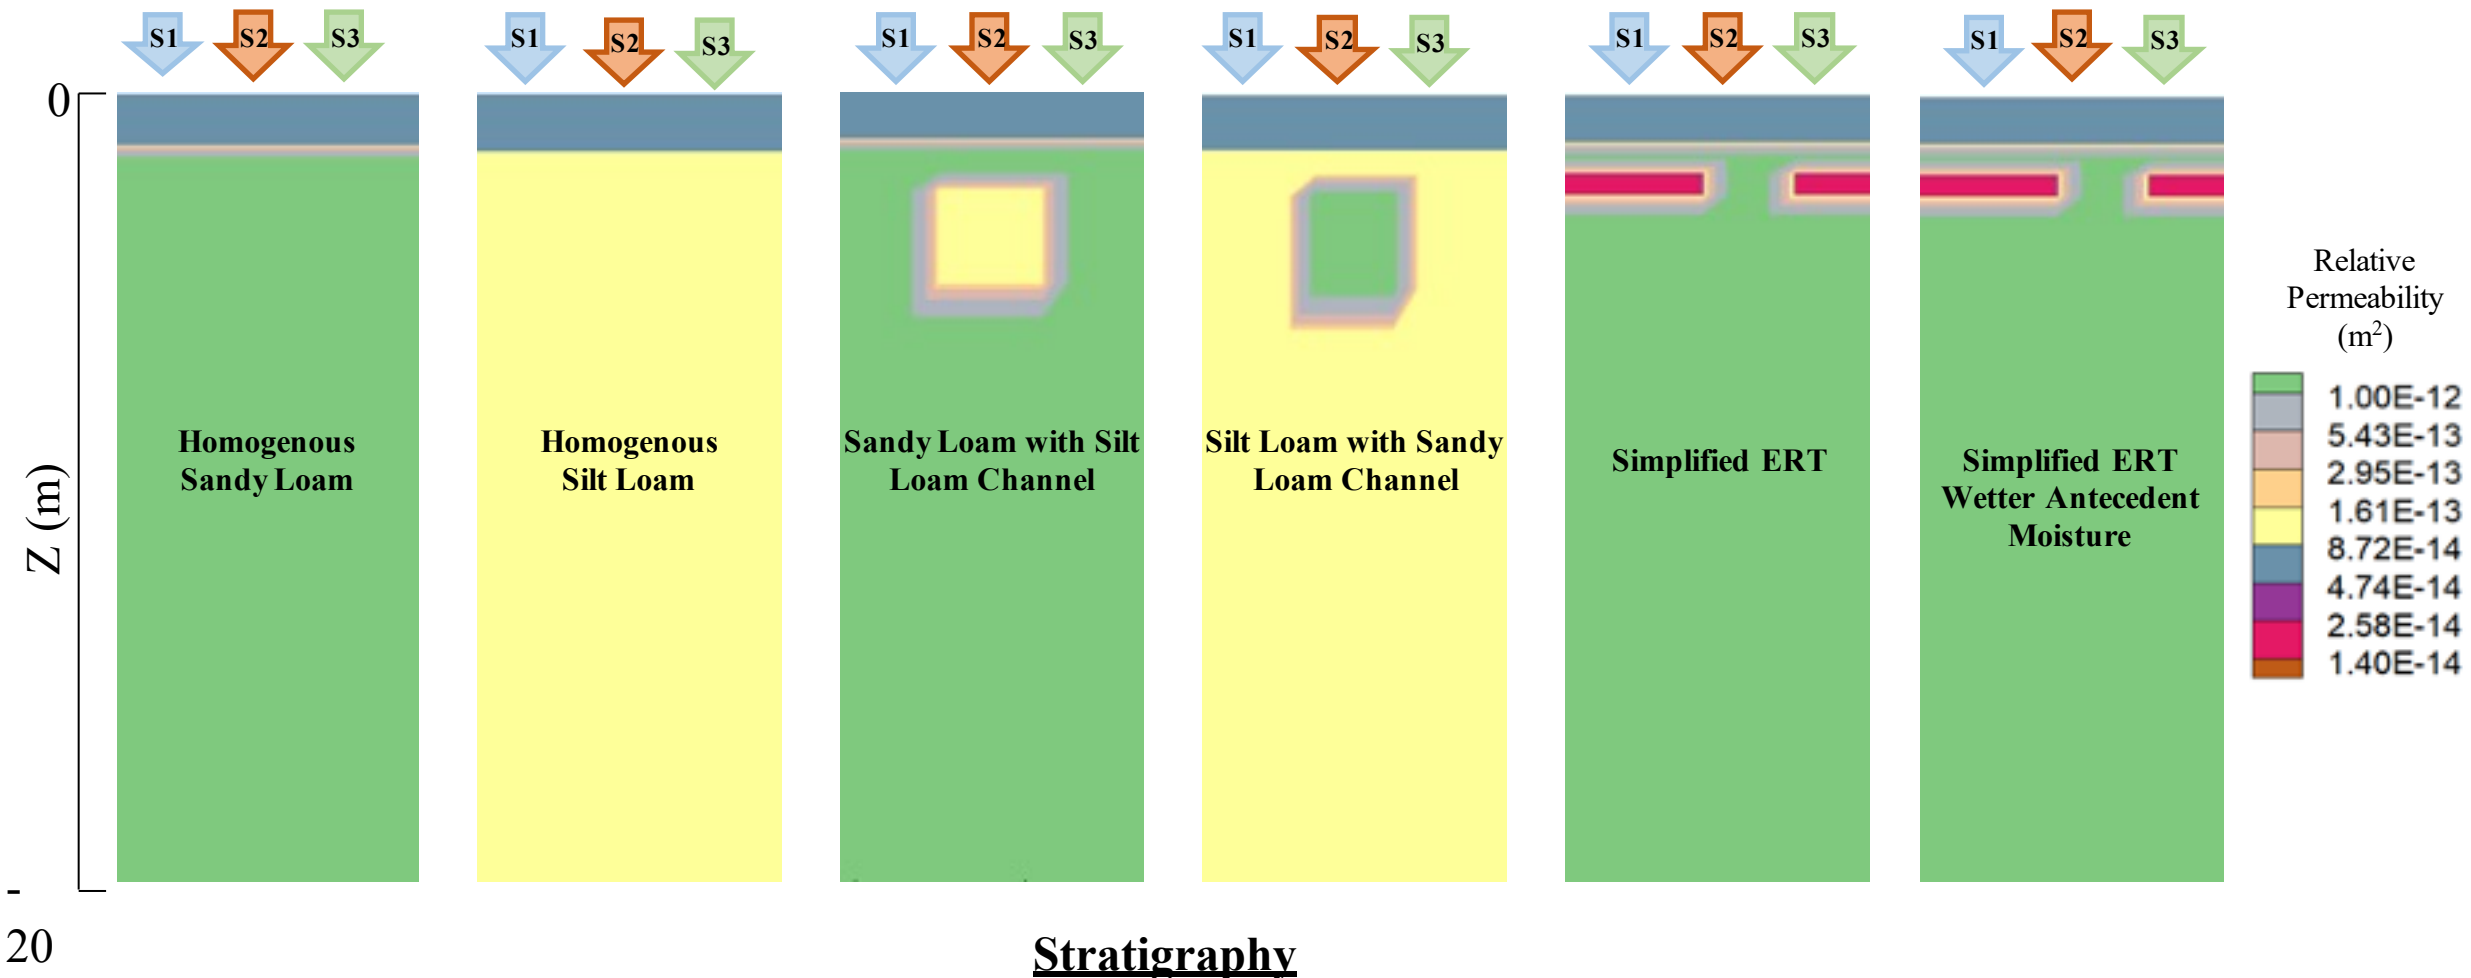 S1 S2 S3 S1 S2 S3 S1 S2 S3 S1 S2 S3 S1 S2 S3 S1 S2 S3
0
Z (m)
-
20
Homogenous
Sandy Loam
Homogenous
Silt Loam
Sandy Loam with Silt
Loam Channel
Silt Loam with Sandy
Loam Channel
Simplified ERT
Simplified ERT
Wetter Antecedent
Moisture
Relative
Permeability
(m²)
1.00E-12
5.43E-13
2.95E-13
1.61E-13
8.72E-14
4.74E-14
2.58E-14
1.40E-14
Stratigraphy